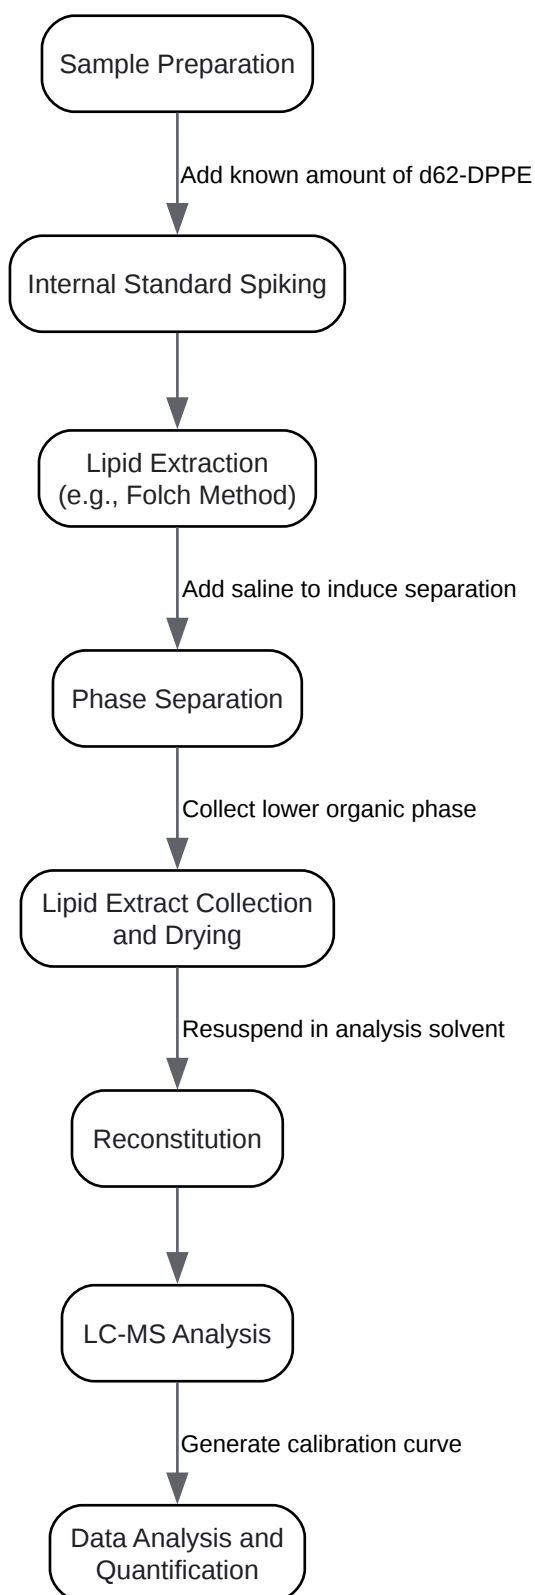 Sample Preparation
Add known amount of d62-DPPE
Internal Standard Spiking
Lipid Extraction
(e.g., Folch Method)
Add saline to induce separation
Phase Separation
Collect lower organic phase
Lipid Extract Collection
and Drying
Resuspend in analysis solvent
Reconstitution
LC-MS Analysis
Generate calibration curve
Data Analysis and
Quantification